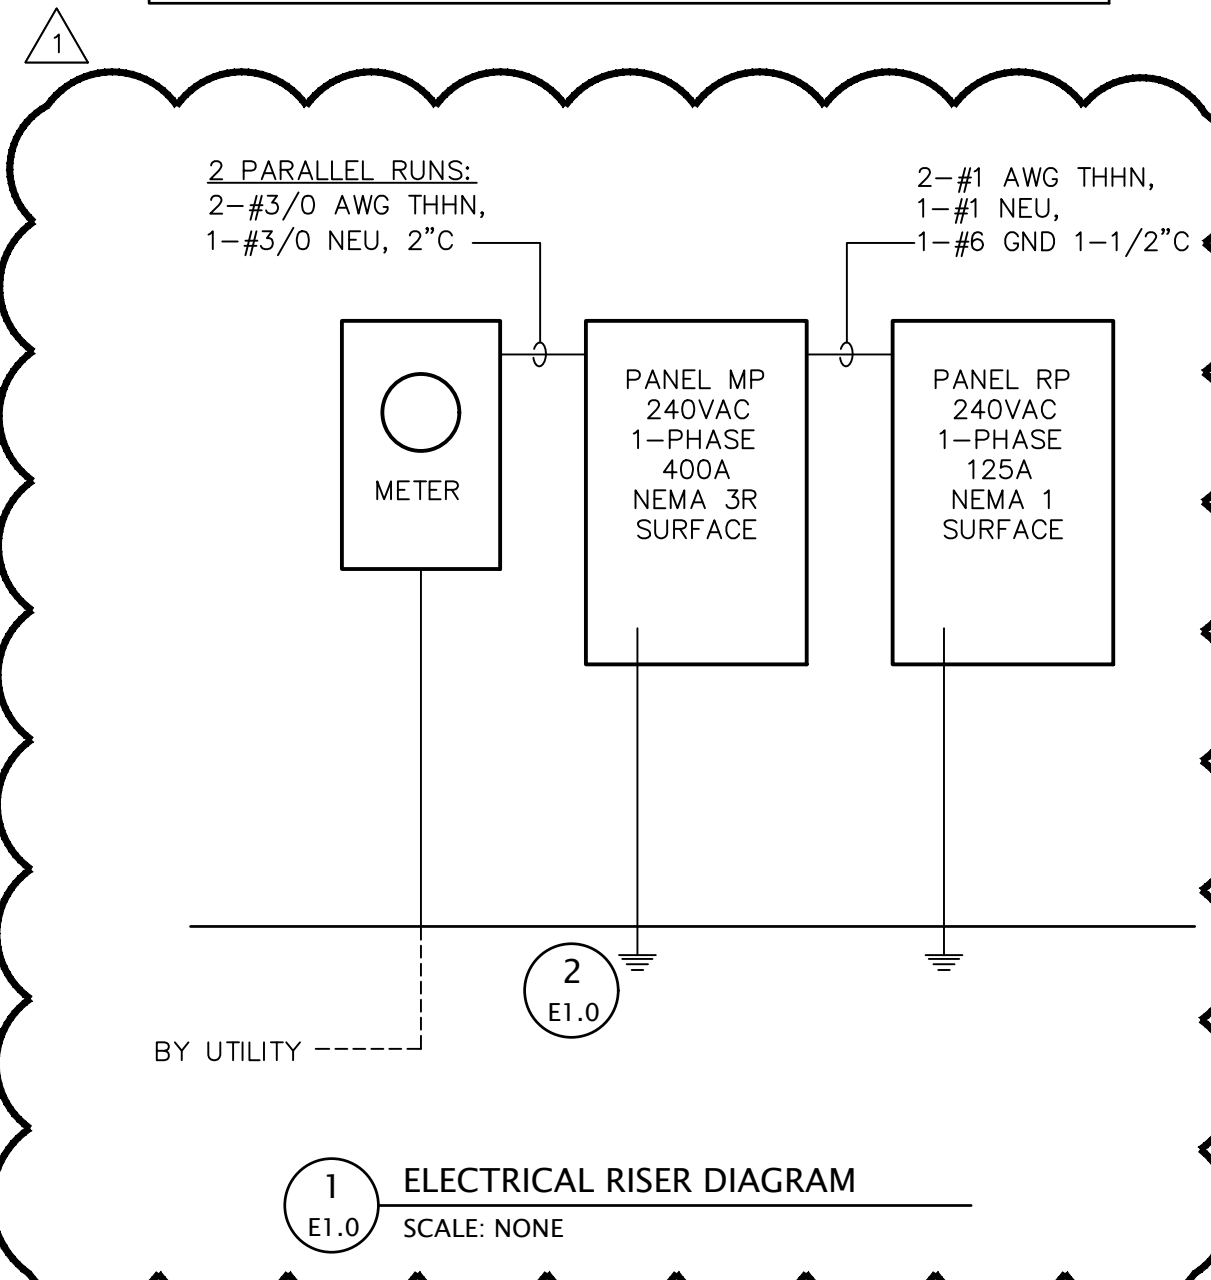 1
2 PARALLEL RUNS:
2-#3/0 AWG THHN,
1-#3/0 NEU, 2"C
2-#1 AWG THHN,
1-#1 NEU,
1-#6 GND 1-1/2"C
METER
PANEL MP
240VAC
1-PHASE
400A
NEMA 3R
SURFACE
PANEL RP
240VAC
1-PHASE
125A
NEMA 1
SURFACE
2
E1.0
BY UTILITY
1
E1.0
ELECTRICAL RISER DIAGRAM
SCALE: NONE